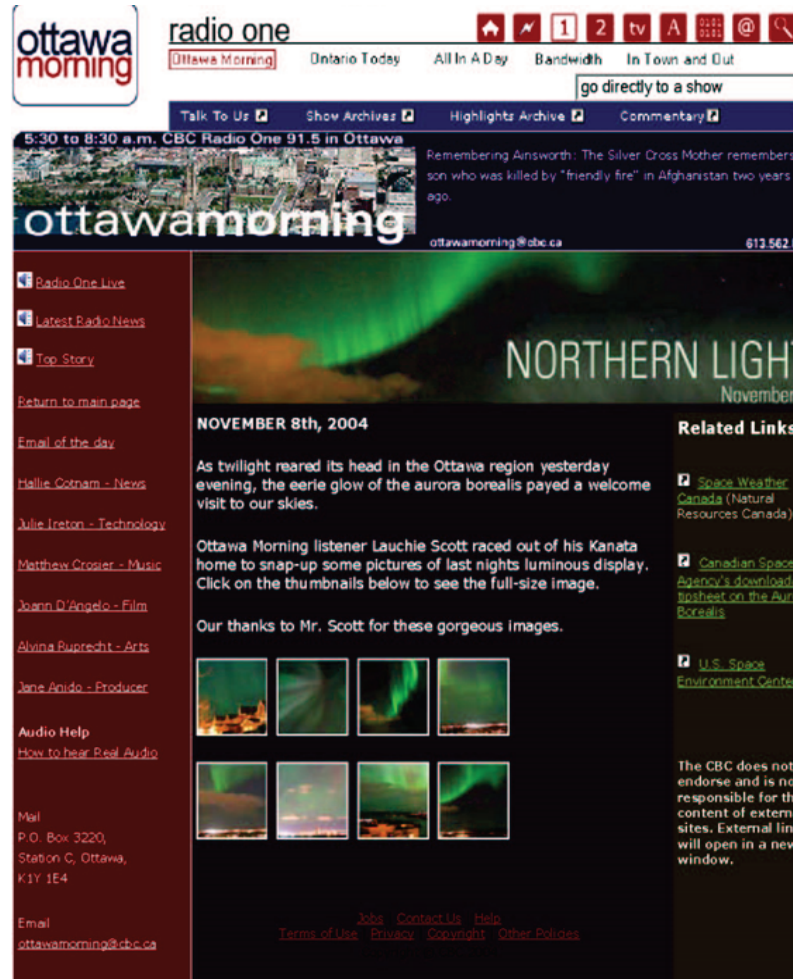 ottawa
morning
radio one
1 2 tv A @
Ottawa Morning Ontario Today All In A Day Bandwidth In Town and Out
go directly to a show
Talk To Us Show Archives Highlights Archive Commentary
5:30 to 8:30 a.m. CBC Radio One 91.5 in Ottawa
ottawamorning
Remembering Ainsworth: The Silver Cross Mother remembers
son who was killed by "friendly fire" in Afghanistan two years
ago.
ottawamorning@cbc.ca 613.562.
Radio One Live
Latest Radio News
Top Story
Return to main page
Email of the day
Hallie Cotnam - News
Julie Ireton - Technology
Matthew Crosier - Music
Joann D'Angelo - Film
Alvina Ruprecht - Arts
Jane Anido - Producer
Audio Help
How to hear Real Audio
Mail
P.O. Box 3220,
Station C, Ottawa,
K1Y 1E4
Email
ottawamorning@cbc.ca
NORTHERN LIGHT
November
NOVEMBER 8th, 2004
As twilight reared its head in the Ottawa region yesterday
evening, the eerie glow of the aurora borealis payed a welcome
visit to our skies.
Ottawa Morning listener Lauchie Scott raced out of his Kanata
home to snap-up some pictures of last nights luminous display.
Click on the thumbnails below to see the full-size image.
Our thanks to Mr. Scott for these gorgeous images.
Related Links
Space Weather
Canada (Natural
Resources Canada)
Canadian Space
Agency's download
tipsheet on the Aur
Borealis
U.S. Space
Environment Cente
The CBC does not
endorse and is no
responsible for th
content of extern
sites. External lin
will open in a new
window.
Jobs Contact Us Help
Terms of Use Privacy Copyright Other Policies